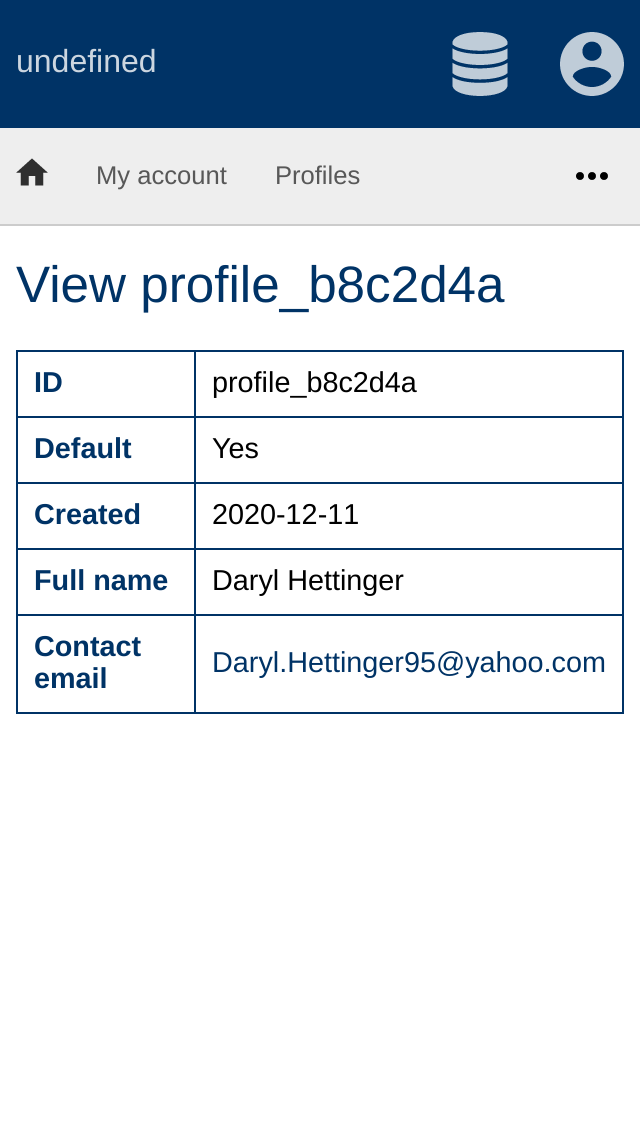 undefined
My account Profiles
View profile_b8c2d4a
ID profile_b8c2d4a
Default Yes
Created 2020-12-11
Full name Daryl Hettinger
Contact
email
Daryl.Hettinger95@yahoo.com